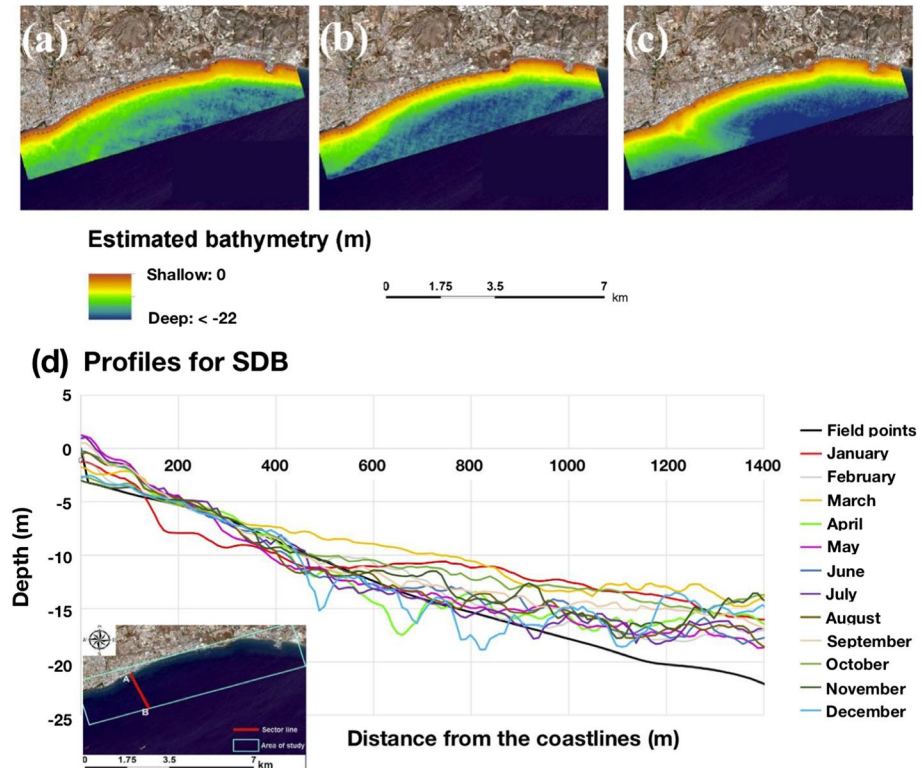 (a)
(b)
(c)
Estimated bathymetry (m)
Shallow: 0
Deep: < -22
0 1.75 3.5 7
km
(d) Profiles for SDB
5
0
-5
-10
-15
-20
-25
200 400 600 800 1000 1200 1400
Depth (m)
Distance from the coastlines (m)
Field points
January
February
March
April
May
June
July
August
September
October
November
December
A
B
Sector line
Area of study
0 1.75 3.5 7 km